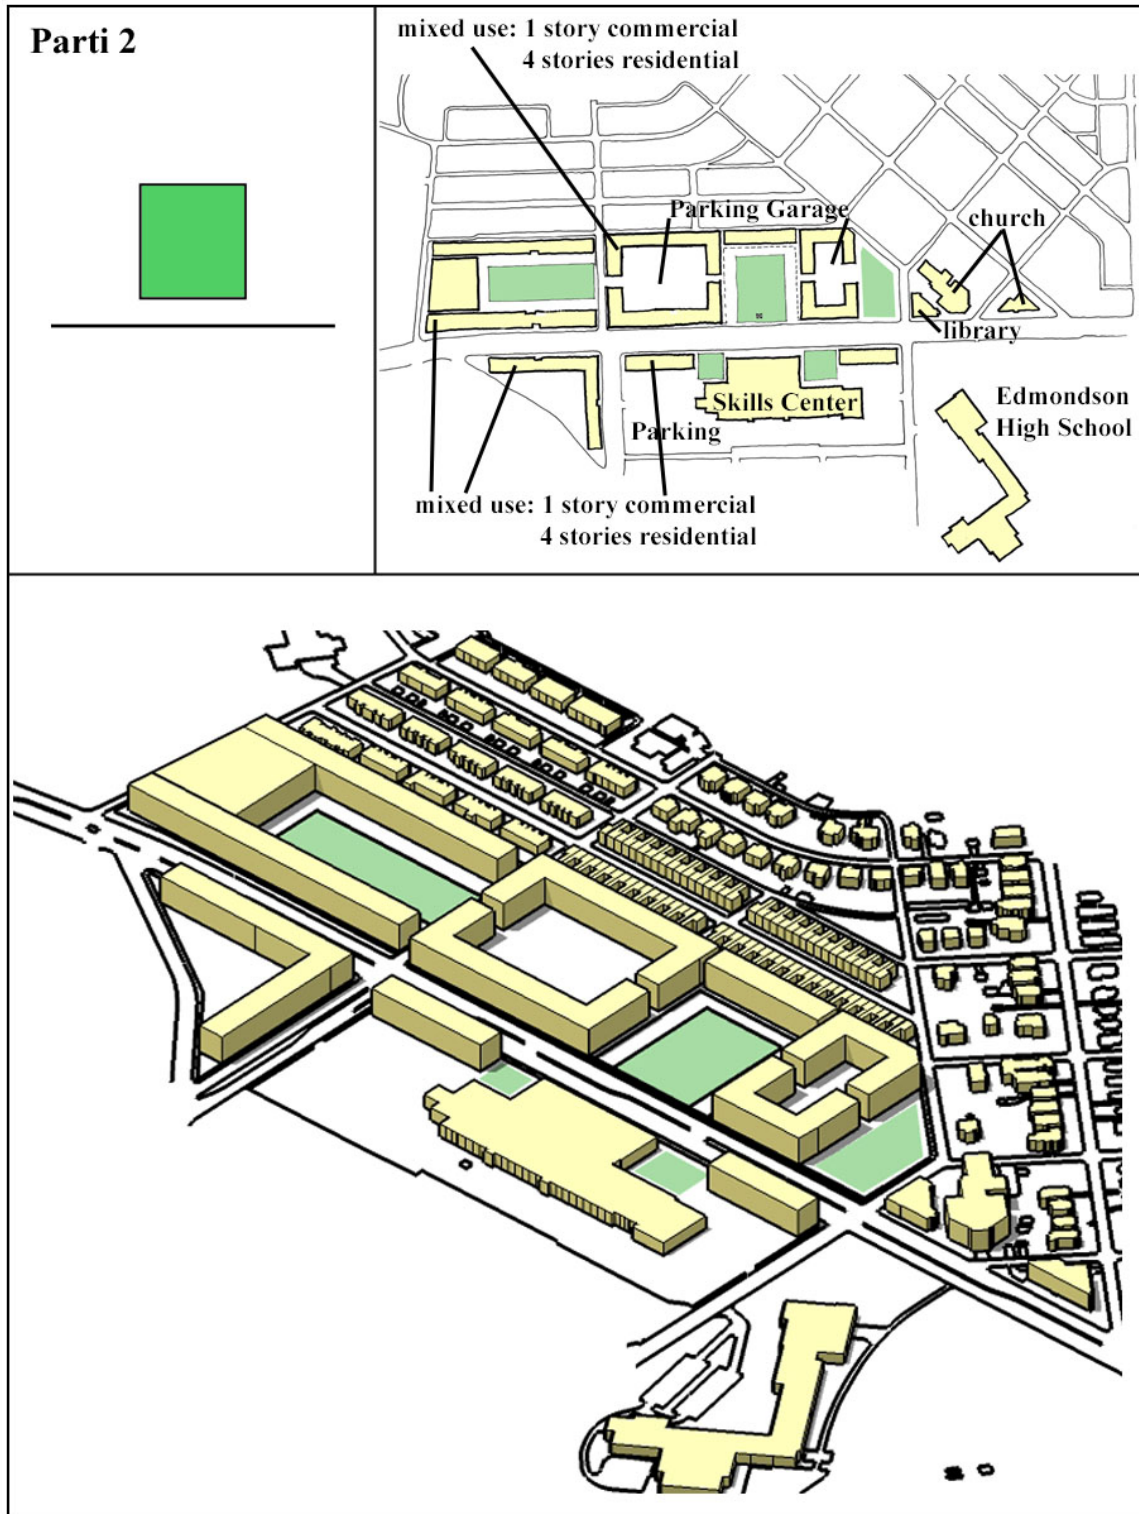 Parti 2
mixed use: 1 story commercial
4 stories residential
Parking Garage
church
library
Skills Center
Edmondson
High School
Parking
mixed use: 1 story commercial
4 stories residential